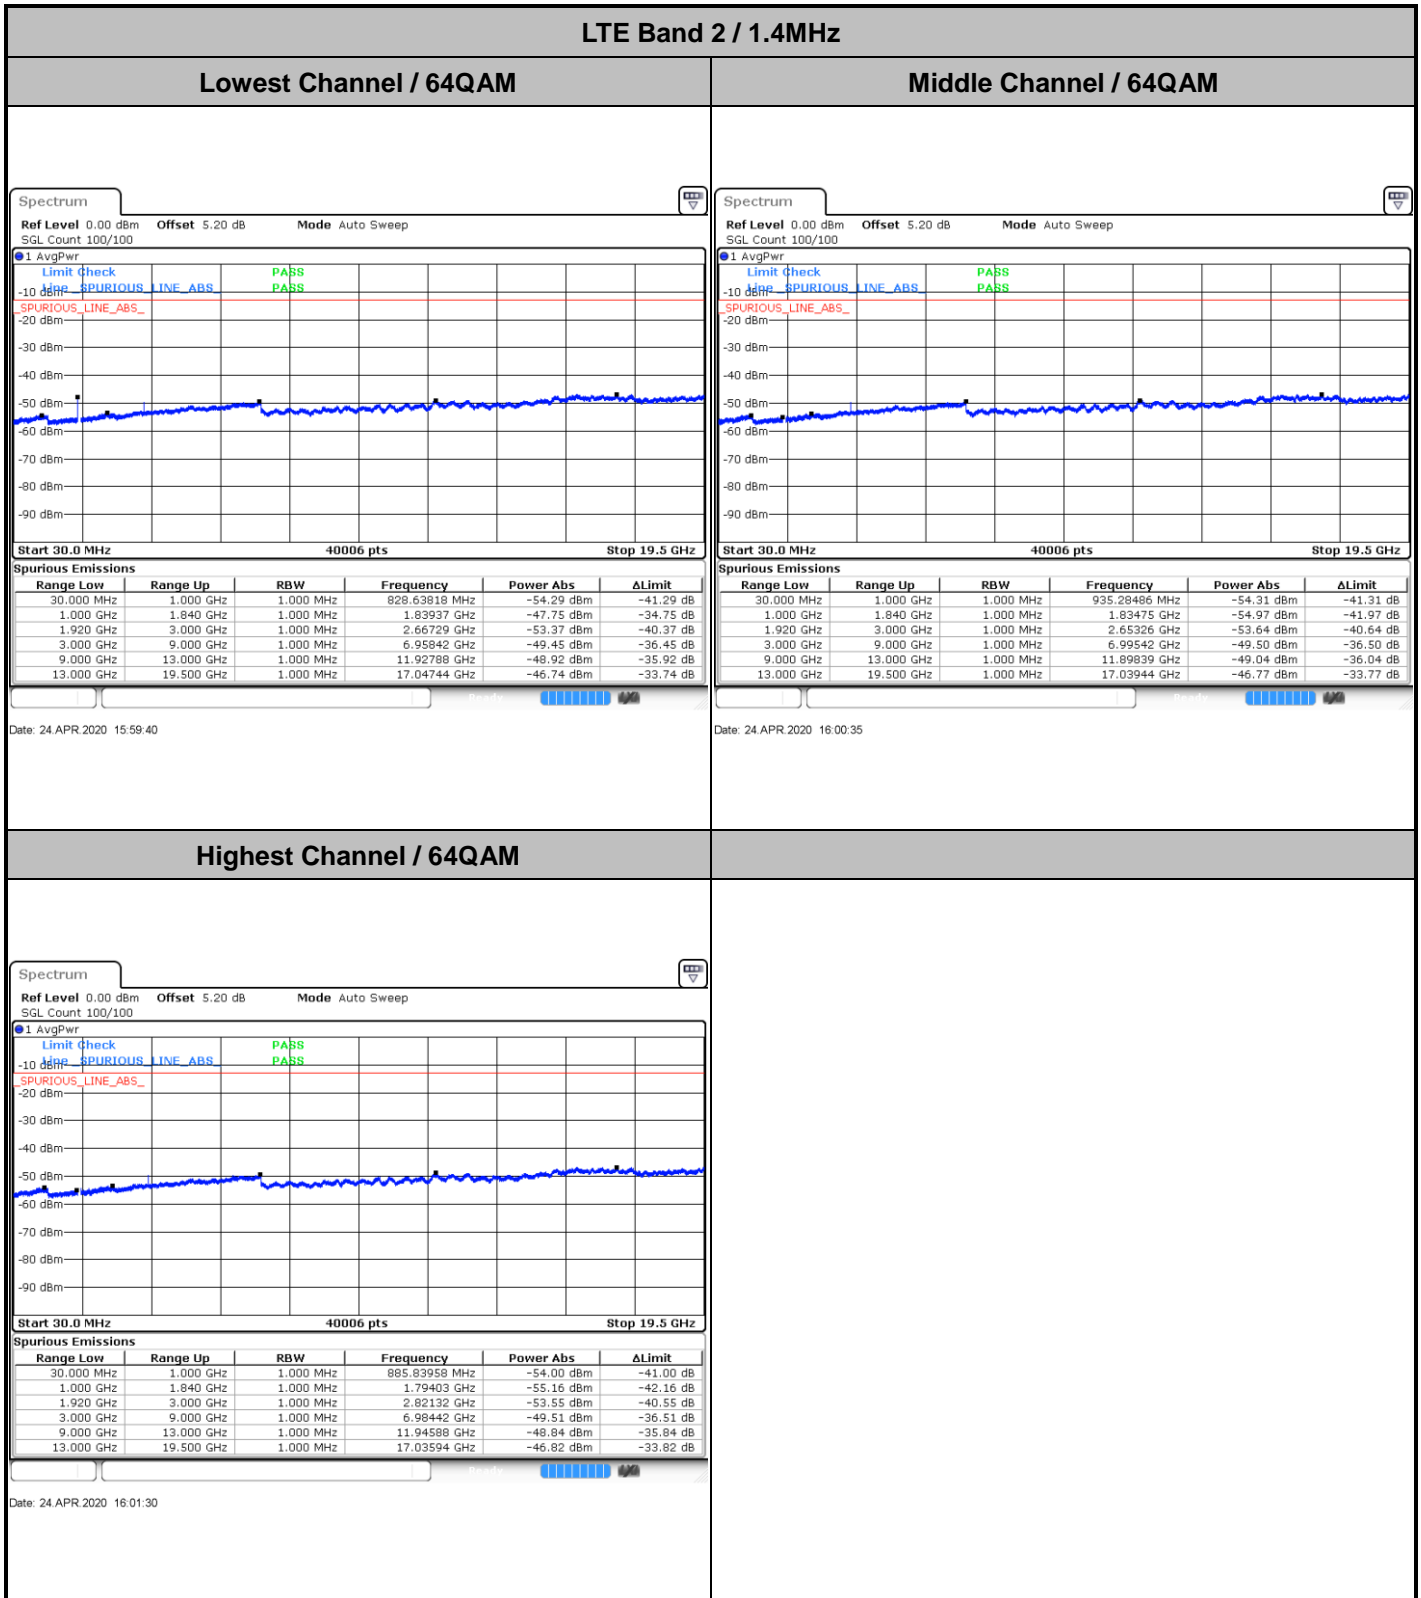 LTE Band 2 / 1.4MHz
Lowest Channel / 64QAM
Middle Channel / 64QAM
Spectrum
Ref Level 0.00 dBm Offset 5.20 dB Mode Auto Sweep
SGL Count 100/100
1 AvgPwr
Limit Check PASS
Line _SPURIOUS_LINE_ABS_ PASS
-10 dBm
_SPURIOUS_LINE_ABS_
-20 dBm
-30 dBm
-40 dBm
-50 dBm
-60 dBm
-70 dBm
-80 dBm
-90 dBm
Start 30.0 MHz 40006 pts Stop 19.5 GHz
Spurious Emissions
Range Low Range Up RBW Frequency Power Abs ΔLimit
30.000 MHz 1.000 GHz 1.000 MHz 828.63818 MHz -54.29 dBm -41.29 dB
1.000 GHz 1.840 GHz 1.000 MHz 1.83937 GHz -47.75 dBm -34.75 dB
1.920 GHz 3.000 GHz 1.000 MHz 2.66729 GHz -53.37 dBm -40.37 dB
3.000 GHz 9.000 GHz 1.000 MHz 6.95842 GHz -49.45 dBm -36.45 dB
9.000 GHz 13.000 GHz 1.000 MHz 11.92788 GHz -48.92 dBm -35.92 dB
13.000 GHz 19.500 GHz 1.000 MHz 17.04744 GHz -46.74 dBm -33.74 dB
Date: 24.APR.2020 15:59:40
Spectrum
Ref Level 0.00 dBm Offset 5.20 dB Mode Auto Sweep
SGL Count 100/100
1 AvgPwr
Limit Check PASS
Line _SPURIOUS_LINE_ABS_ PASS
-10 dBm
_SPURIOUS_LINE_ABS_
-20 dBm
-30 dBm
-40 dBm
-50 dBm
-60 dBm
-70 dBm
-80 dBm
-90 dBm
Start 30.0 MHz 40006 pts Stop 19.5 GHz
Spurious Emissions
Range Low Range Up RBW Frequency Power Abs ΔLimit
30.000 MHz 1.000 GHz 1.000 MHz 935.28486 MHz -54.31 dBm -41.31 dB
1.000 GHz 1.840 GHz 1.000 MHz 1.83475 GHz -54.97 dBm -41.97 dB
1.920 GHz 3.000 GHz 1.000 MHz 2.65326 GHz -53.64 dBm -40.64 dB
3.000 GHz 9.000 GHz 1.000 MHz 6.99542 GHz -49.50 dBm -36.50 dB
9.000 GHz 13.000 GHz 1.000 MHz 11.89839 GHz -49.04 dBm -36.04 dB
13.000 GHz 19.500 GHz 1.000 MHz 17.03944 GHz -46.77 dBm -33.77 dB
Date: 24.APR.2020 16:00:35
Highest Channel / 64QAM
Spectrum
Ref Level 0.00 dBm Offset 5.20 dB Mode Auto Sweep
SGL Count 100/100
1 AvgPwr
Limit Check PASS
Line _SPURIOUS_LINE_ABS_ PASS
-10 dBm
_SPURIOUS_LINE_ABS_
-20 dBm
-30 dBm
-40 dBm
-50 dBm
-60 dBm
-70 dBm
-80 dBm
-90 dBm
Start 30.0 MHz 40006 pts Stop 19.5 GHz
Spurious Emissions
Range Low Range Up RBW Frequency Power Abs ΔLimit
30.000 MHz 1.000 GHz 1.000 MHz 885.83958 MHz -54.00 dBm -41.00 dB
1.000 GHz 1.840 GHz 1.000 MHz 1.79403 GHz -55.16 dBm -42.16 dB
1.920 GHz 3.000 GHz 1.000 MHz 2.82132 GHz -53.55 dBm -40.55 dB
3.000 GHz 9.000 GHz 1.000 MHz 6.98442 GHz -49.51 dBm -36.51 dB
9.000 GHz 13.000 GHz 1.000 MHz 11.94588 GHz -48.84 dBm -35.84 dB
13.000 GHz 19.500 GHz 1.000 MHz 17.03594 GHz -46.82 dBm -33.82 dB
Date: 24.APR.2020 16:01:30